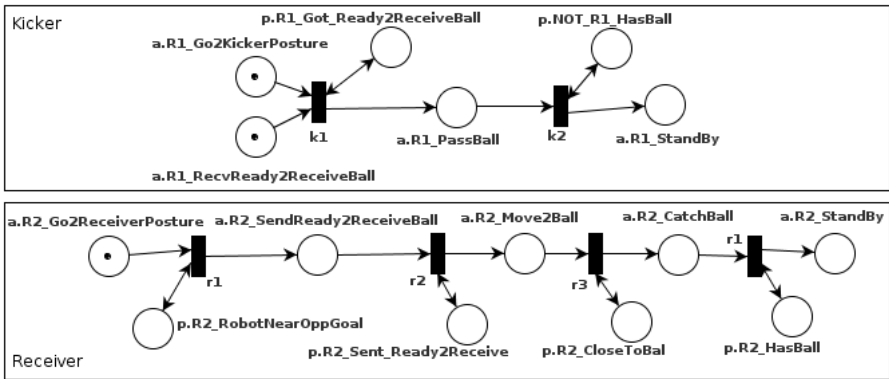 Kicker
p.R1_Got_Ready2ReceiveBall
p.NOT_R1_HasBall
a.R1_Go2KickerPosture
k1
a.R1_PassBall
k2
a.R1_StandBy
a.R1_RecvReady2ReceiveBall
a.R2_Go2ReceiverPosture
a.R2_SendReady2ReceiveBall
a.R2_Move2Ball
a.R2_CatchBall
a.R2_StandBy
r1
r1
r2
r3
p.R2_RobotNearOppGoal
p.R2_Sent_Ready2Receive
p.R2_CloseToBal
p.R2_HasBall
Receiver